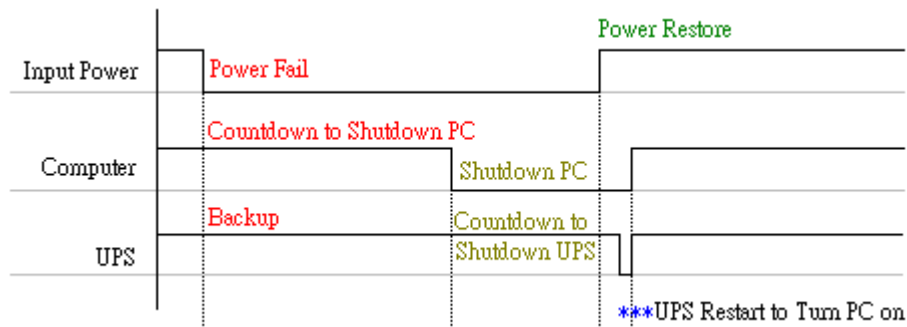 Power Restore
Input Power
Power Fail
Countdown to Shutdown PC
Computer
Shutdown PC
Backup
Countdown to
Shutdown UPS
UPS
***UPS Restart to Turn PC on